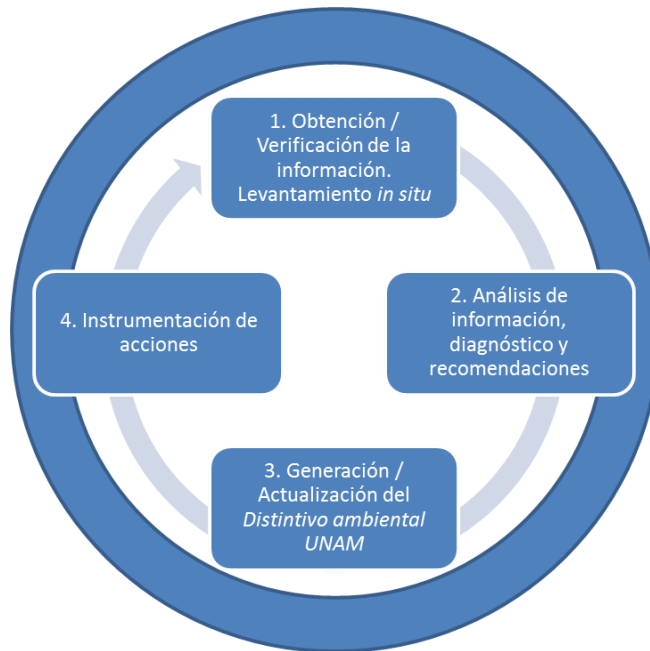 1. Obtención /
Verificación de la
información.
Levantamiento in situ
2. Análisis de
información,
diagnóstico y
recomendaciones
3. Generación /
Actualización del
Distintivo ambiental
UNAM
4. Instrumentación de
acciones